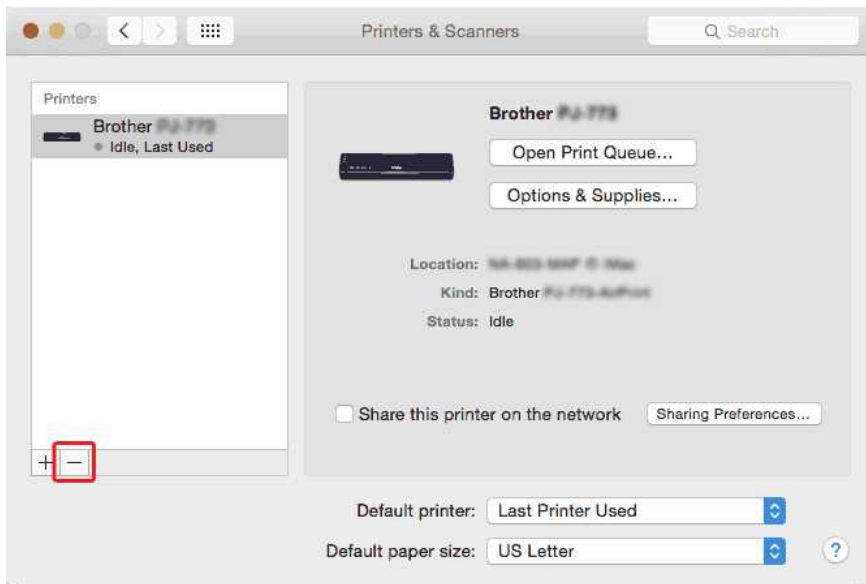 Printers & Scanners
Search
Printers
Brother
Idle, Last Used
Brother
Open Print Queue...
Options & Supplies...
Location:
Kind: Brother
Status: Idle
Share this printer on the network
Sharing Preferences...
+ −
Default printer: Last Printer Used
Default paper size: US Letter
?